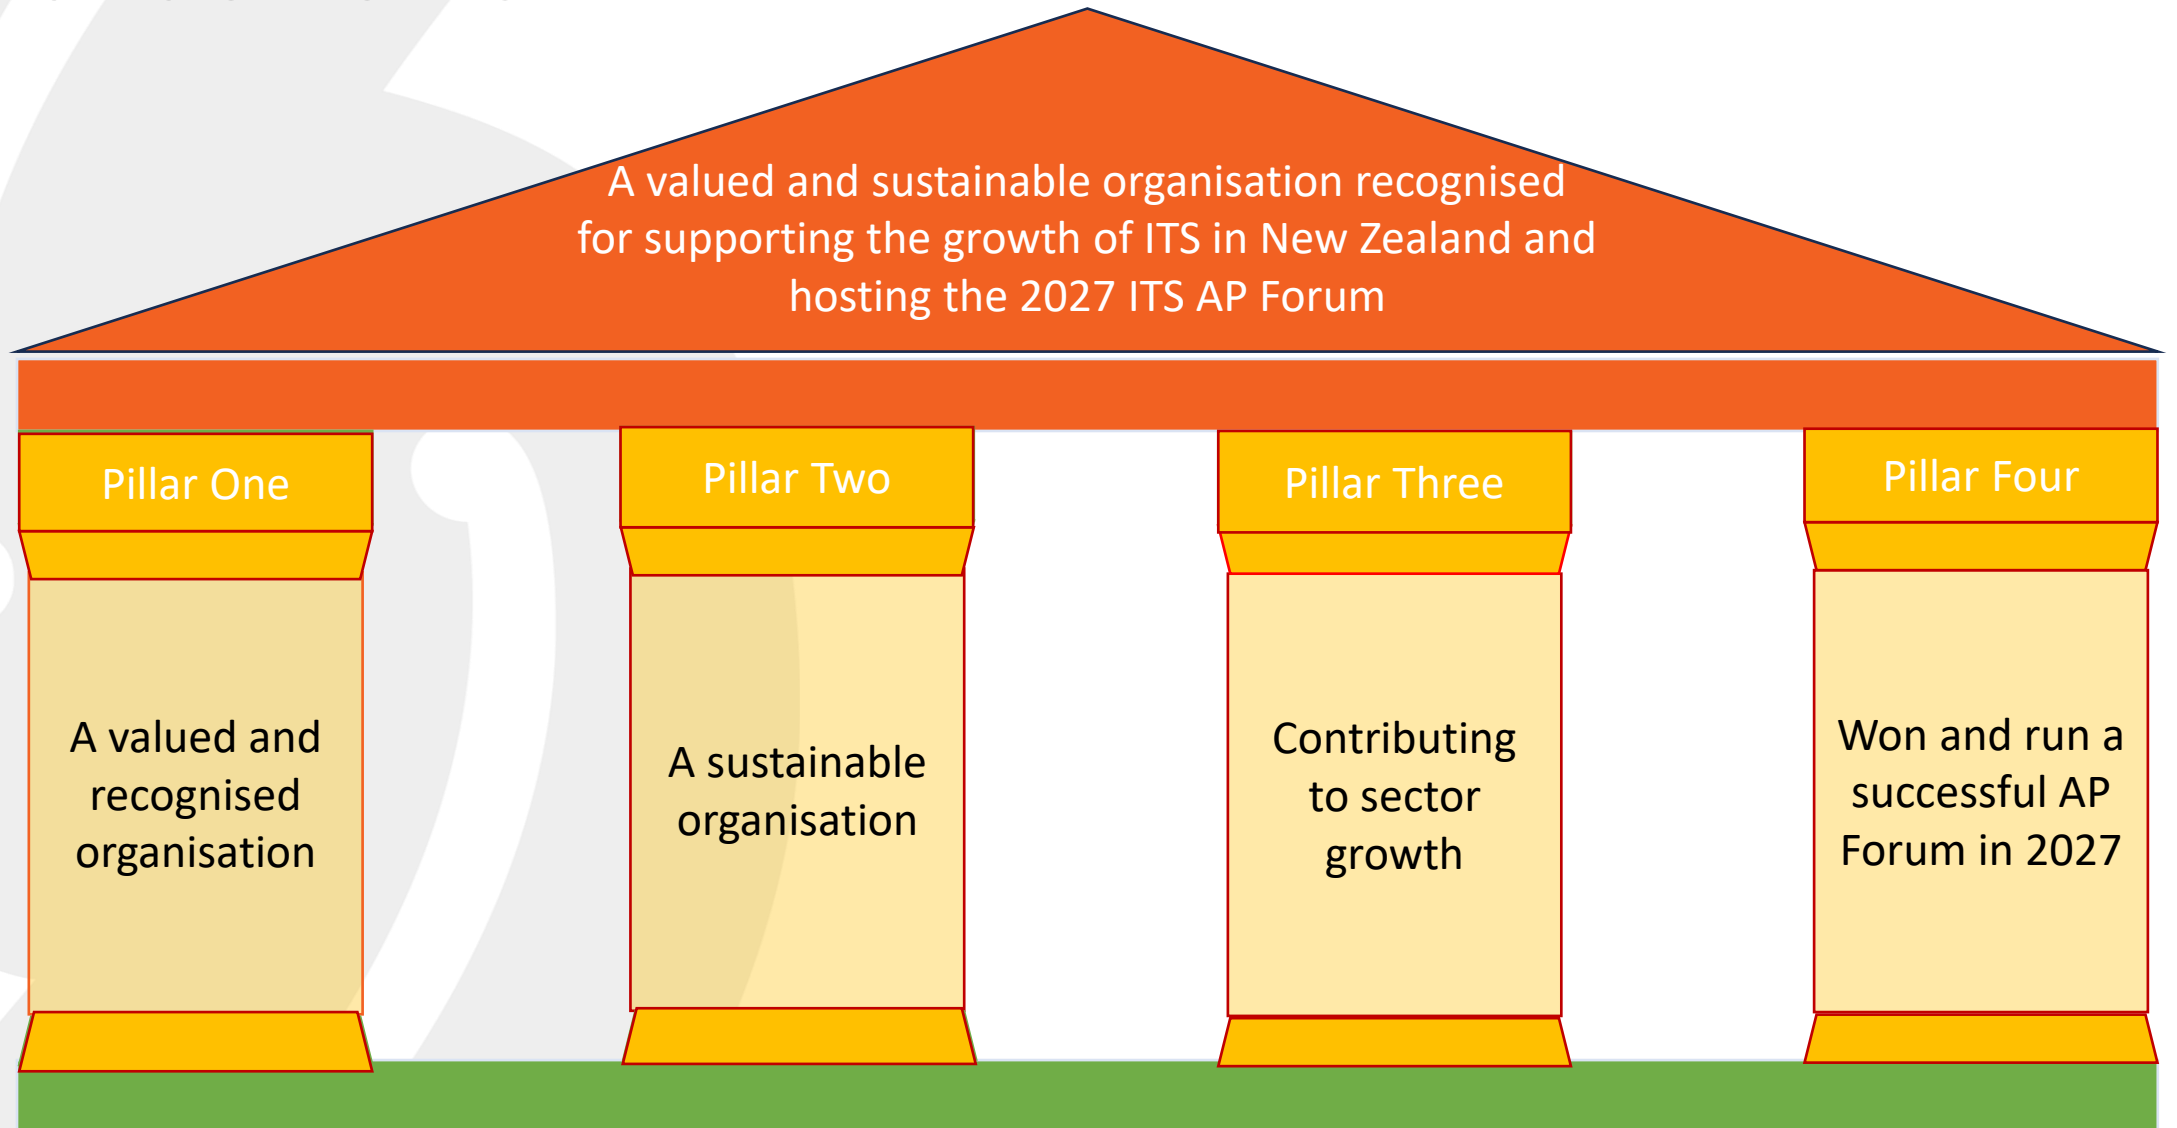 A valued and sustainable organisation recognised
for supporting the growth of ITS in New Zealand and
hosting the 2027 ITS AP Forum
Pillar One
Pillar Two
Pillar Three
Pillar Four
A valued and
recognised
organisation
A sustainable
organisation
Contributing
to sector
growth
Won and run a
successful AP
Forum in 2027